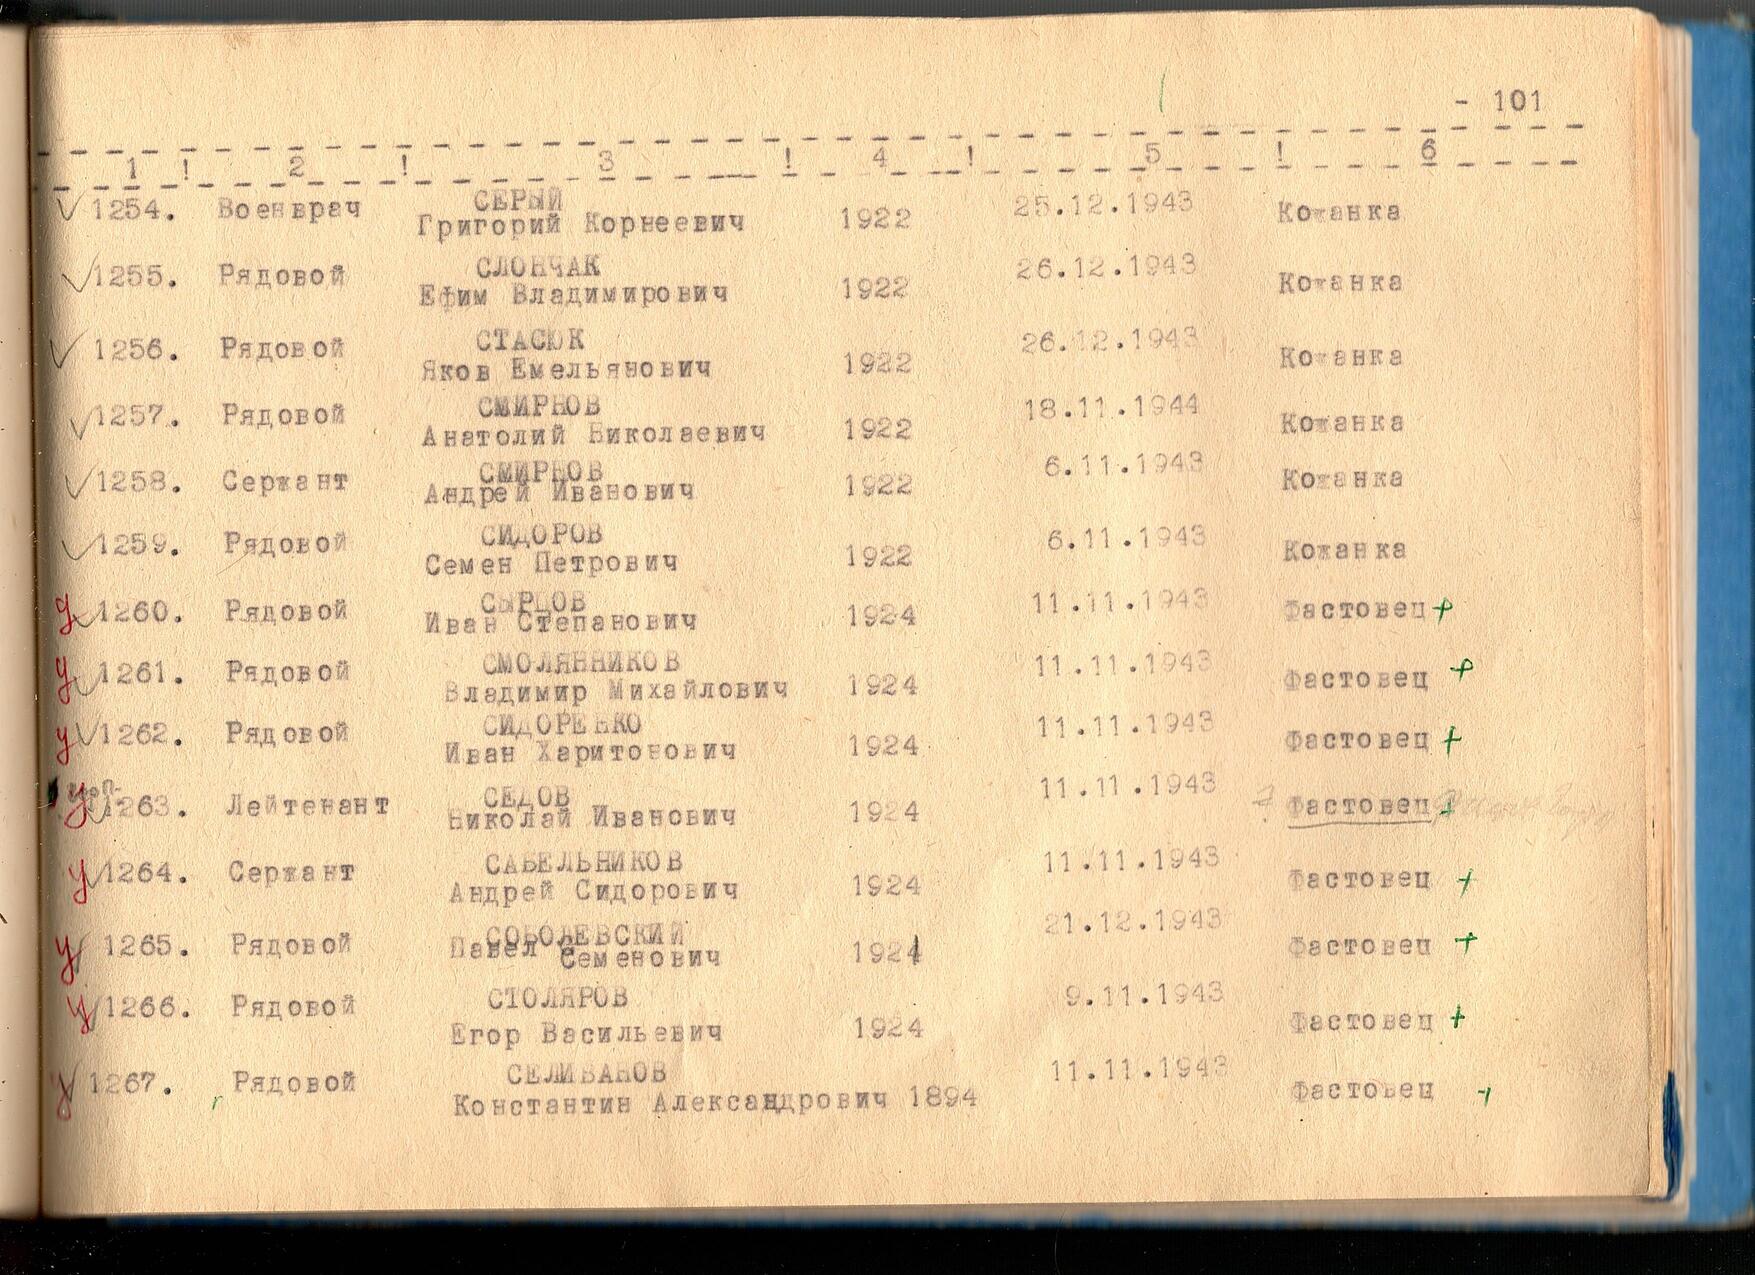 - 101
1 ! 2 ! 3 ! 4 ! 5 ! 6
1254. Военврач СЕРЫЙ Григорий Корнеевич 1922 25.12.1943 Кожанка
1255. Рядовой СЛОНЧАК Ефим Владимирович 1922 26.12.1943 Кожанка
1256. Рядовой СТАСЮК Яков Емельянович 1922 26.12.1943 Кожанка
1257. Рядовой СМИРНОВ Анатолий Николаевич 1922 18.11.1944 Кожанка
1258. Сержант СМИРНОВ Андрей Иванович 1922 6.11.1943 Кожанка
1259. Рядовой СИДОРОВ Семен Петрович 1922 6.11.1943 Кожанка
у 1260. Рядовой СЫРЦОВ Иван Степанович 1924 11.11.1943 Фастовец +
у 1261. Рядовой СМОЛЯННИКОВ Владимир Михайлович 1924 11.11.1943 Фастовец +
у 1262. Рядовой СИДОРЕНКО Иван Харитонович 1924 11.11.1943 Фастовец +
у 1263. Лейтенант СЕДОВ Николай Иванович 1924 11.11.1943 ? Фастовец +
у 1264. Сержант САБЕЛЬНИКОВ Андрей Сидорович 1924 11.11.1943 Фастовец +
у 1265. Рядовой СОБОЛЕВСКИЙ Павел Семенович 1924 21.12.1943 Фастовец +
у 1266. Рядовой СТОЛЯРОВ Егор Васильевич 1924 9.11.1943 Фастовец +
у 1267. Рядовой СЕЛИВАНОВ Константин Александрович 1894 11.11.1943 Фастовец +